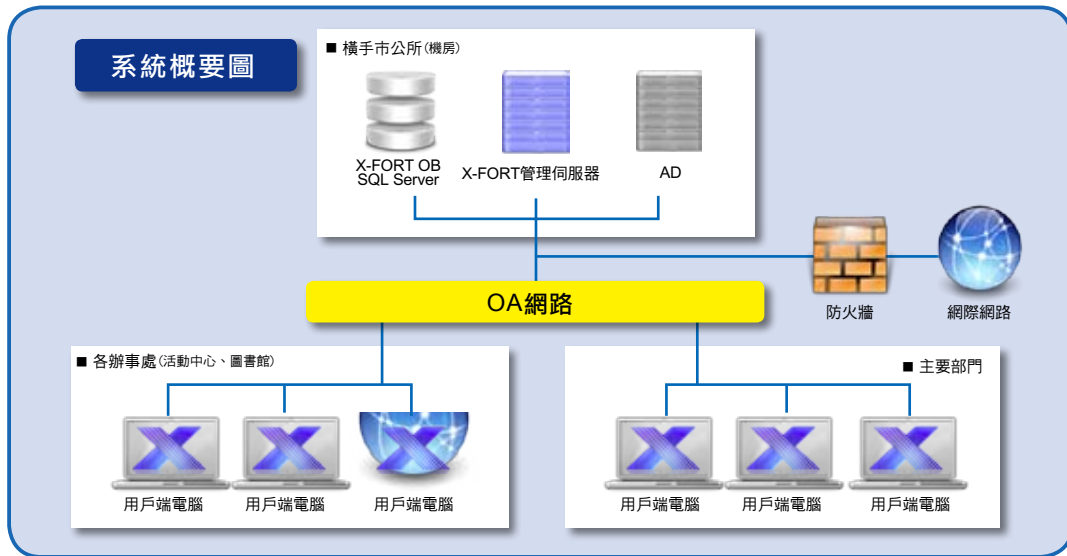 系統概要圖
■ 橫手市公所(機房)
X-FORT OB
SQL Server
X-FORT管理伺服器
AD
防火牆
網際網路
OA網路
■ 各辦事處(活動中心、圖書館)
用戶端電腦
用戶端電腦
用戶端電腦
■ 主要部門
用戶端電腦
用戶端電腦
用戶端電腦